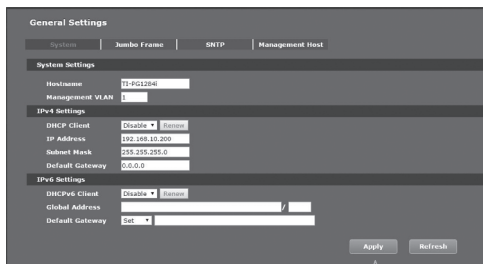 General Settings
System Jumbo Frame SNTP Management Host
System Settings
Hostname TI-PG1284i
Management VLAN 1
IPv4 Settings
DHCP Client Disable Renew
IP Address 192.168.10.200
Subnet Mask 255.255.255.0
Default Gateway 0.0.0.0
IPv6 Settings
DHCPv6 Client Disable Renew
Global Address /
Default Gateway Set
Apply Refresh